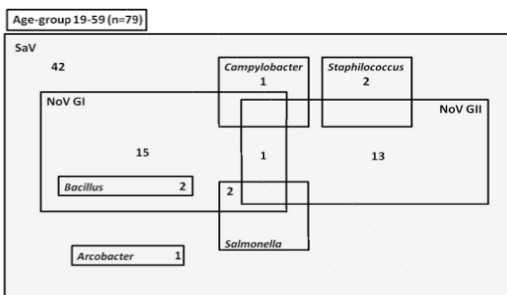 Age-group 19-59 (n=79)
SaV
42
Campylobacter
1
Staphilococcus
2
NoV GI
NoV GII
15
1
13
Bacillus 2
2
Salmonella
Arcobacter 1